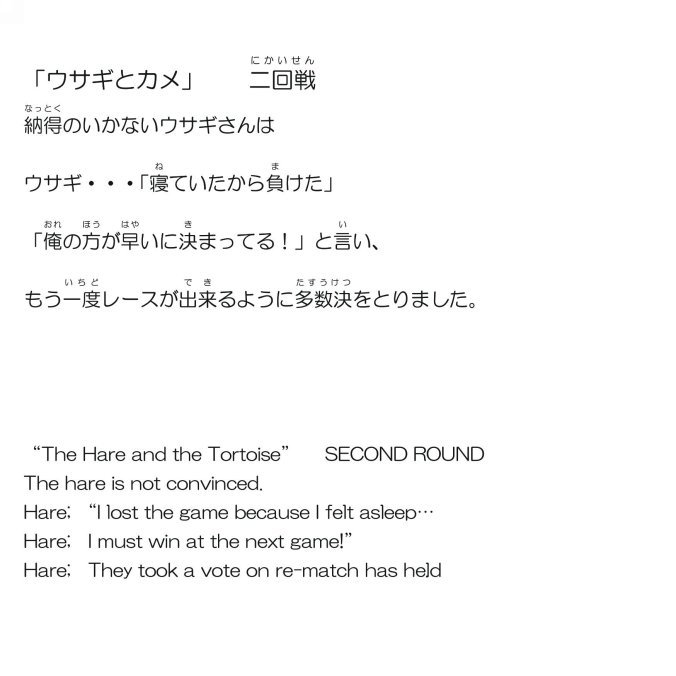 「ウサギとカメ」　　二回戦
にかいせん
納得のいかないウサギさんは
なっとく
ウサギ・・・「寝ていたから負けた」
ね ま
「俺の方が早いに決まってる！」と言い、
おれ ほう はや き い
もう一度レースが出来るように多数決をとりました。
いちど でき たすうけつ
“The Hare and the Tortoise”　　SECOND ROUND
The hare is not convinced.
Hare;　“I lost the game because I felt asleep…
Hare;　I must win at the next game!”
Hare;　They took a vote on re-match has held